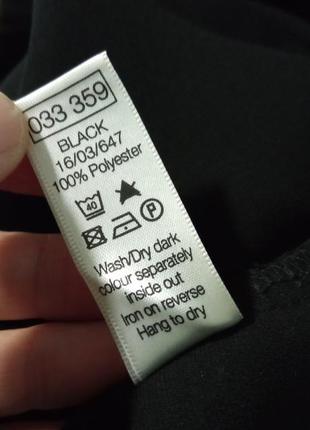 033 359
BLACK
16/03/647
100% Polyester
40
P
Wash/Dry dark
colour separately
inside out
Iron on reverse
Hang to dry